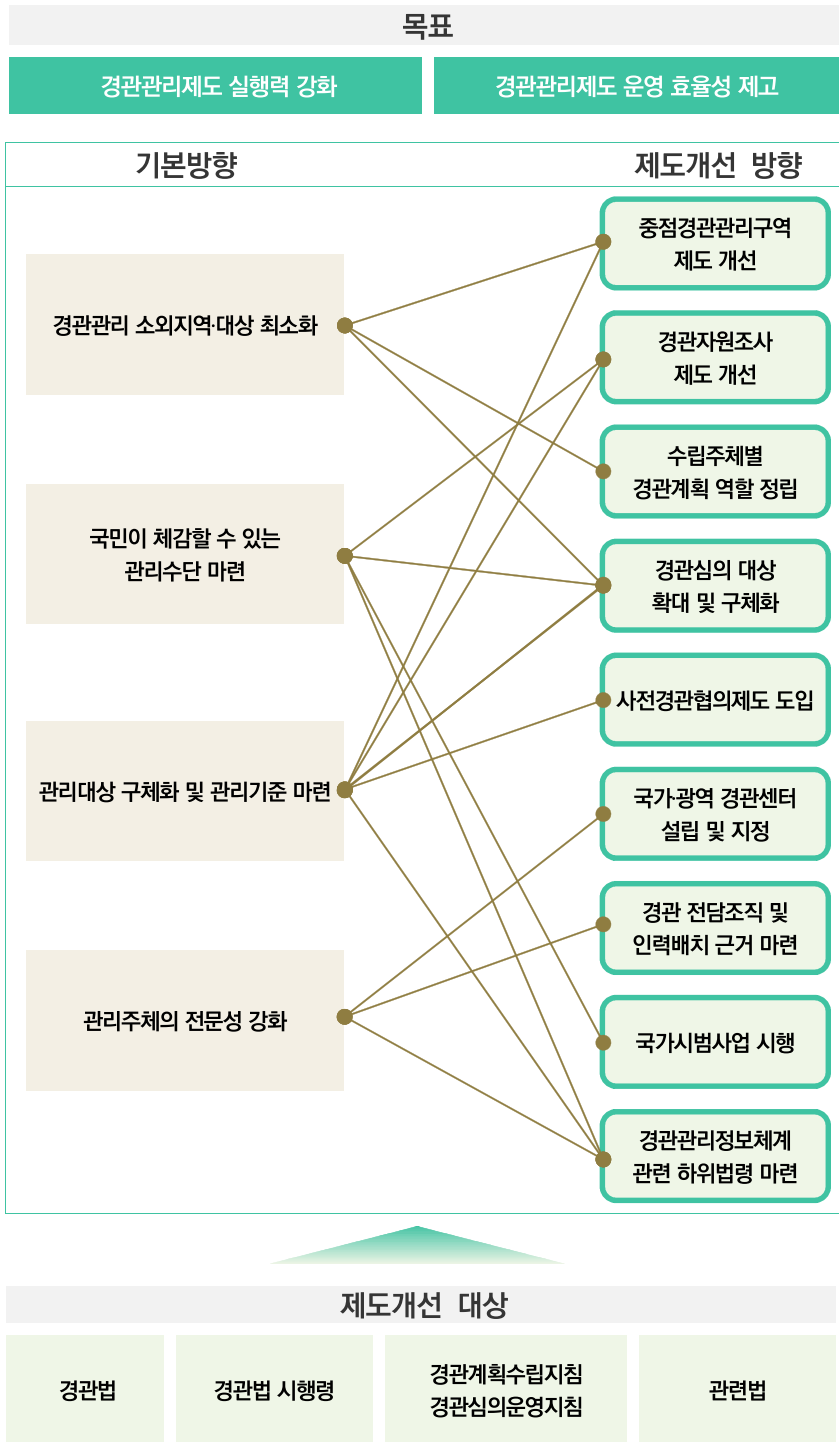 목표
경관관리제도 실행력 강화
경관관리제도 운영 효율성 제고
기본방향
제도개선 방향
경관관리 소외지역·대상 최소화
국민이 체감할 수 있는
관리수단 마련
관리대상 구체화 및 관리기준 마련
관리주체의 전문성 강화
중점경관관리구역
제도 개선
경관자원조사
제도 개선
수립주체별
경관계획 역할 정립
경관심의 대상
확대 및 구체화
사전경관협의제도 도입
국가·광역 경관센터
설립 및 지정
경관 전담조직 및
인력배치 근거 마련
국가시범사업 시행
경관관리정보체계
관련 하위법령 마련
제도개선 대상
경관법
경관법 시행령
경관계획수립지침
경관심의운영지침
관련법